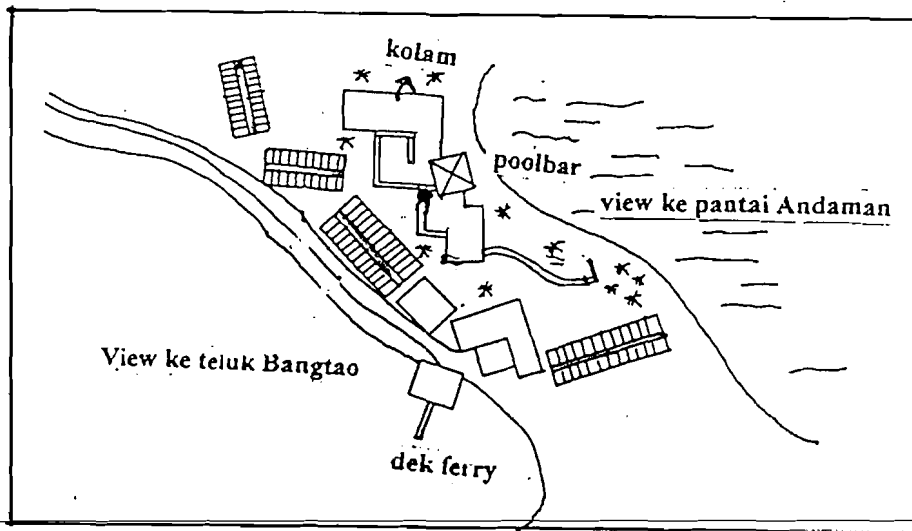 kolam
poolbar
view ke pantai Andaman
View ke teluk Bangtao
dek ferry